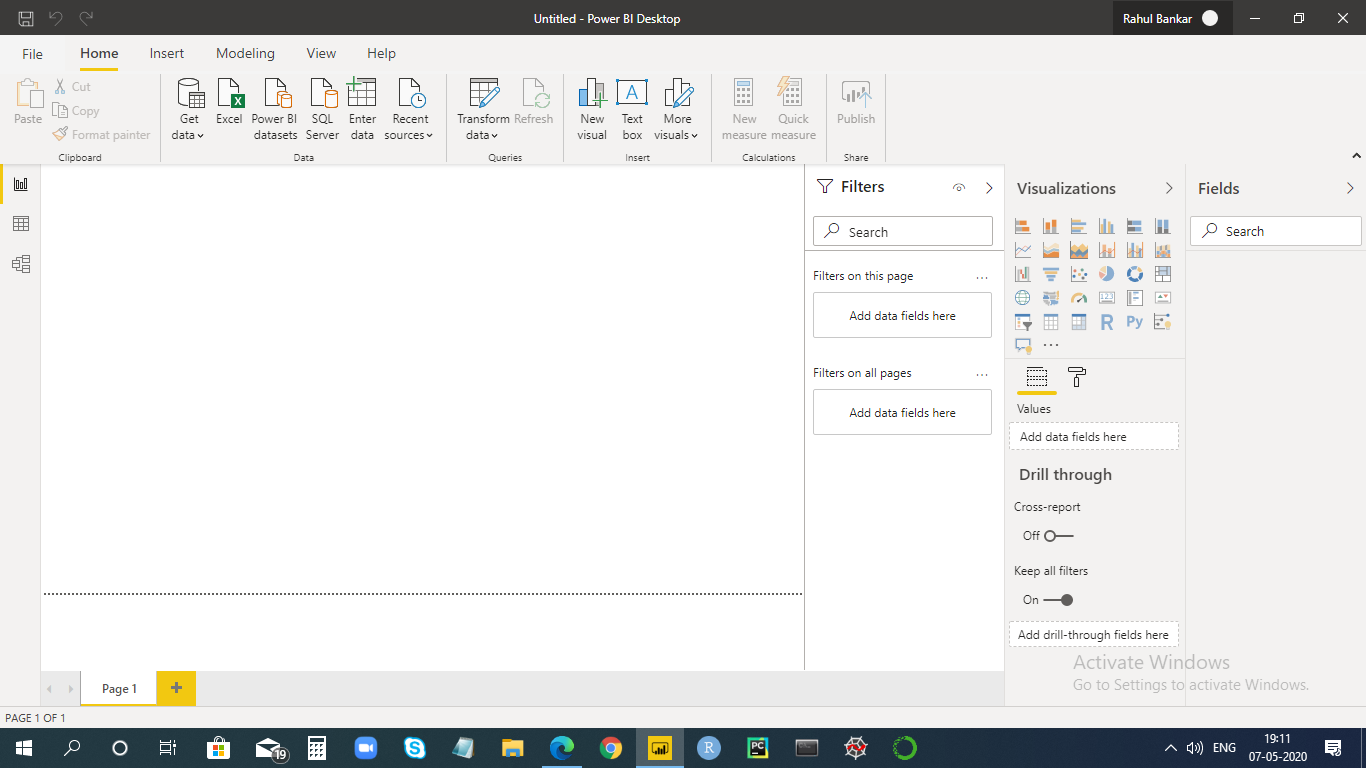 Untitled - Power BI Desktop
Rahul Bankar
File Home Insert Modeling View Help
Paste
Cut
Copy
Format painter
Clipboard
Get data
Excel
Power BI datasets
SQL Server
Enter data
Recent sources
Data
Transform data
Refresh
Queries
New visual
Text box
More visuals
Insert
New measure
Quick measure
Calculations
Publish
Share
Filters
Search
Filters on this page
...
Add data fields here
Filters on all pages
...
Add data fields here
Visualizations
123
R
Py
...
Values
Add data fields here
Drill through
Cross-report
Off
Keep all filters
On
Add drill-through fields here
Fields
Search
Activate Windows
Go to Settings to activate Windows.
Page 1
PAGE 1 OF 1
19
R
PC
ENG
19:11
07-05-2020
3